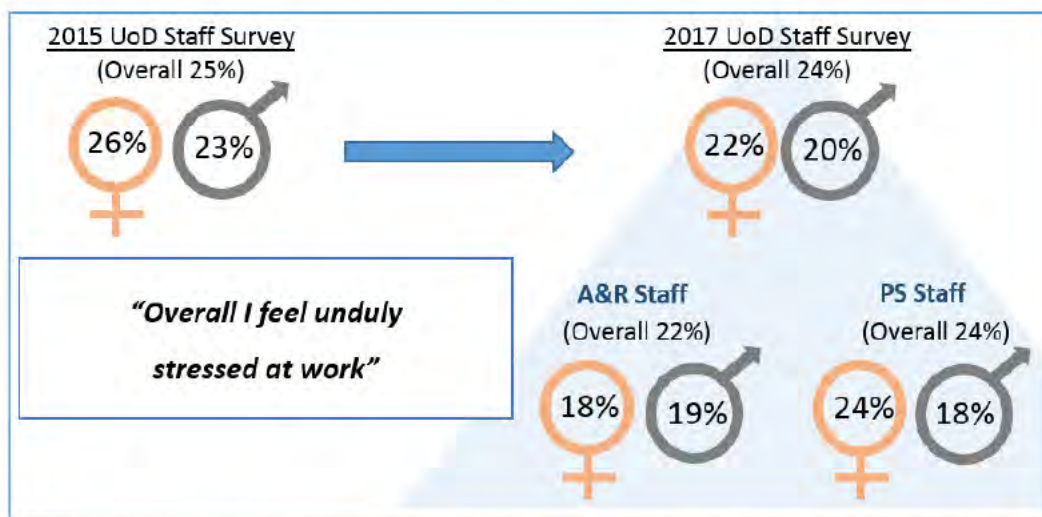 2015 UoD Staff Survey
(Overall 25%)
26%
23%
2017 UoD Staff Survey
(Overall 24%)
22%
20%
“Overall I feel unduly
stressed at work”
A&R Staff
(Overall 22%)
18%
19%
PS Staff
(Overall 24%)
24%
18%